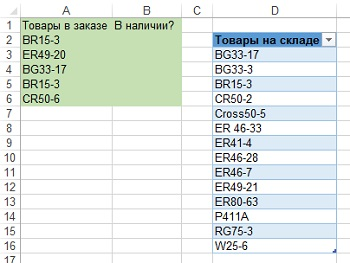 A B C D
1 Товары в заказе В наличии?
2 BR15-3 Товары на складе
3 ER49-20 BG33-17
4 BG33-17 BG33-3
5 BR15-3 BR15-3
6 CR50-6 CR50-2
7 Cross50-5
8 ER 46-33
9 ER41-4
10 ER46-28
11 ER46-7
12 ER49-21
13 ER80-63
14 P411A
15 RG75-3
16 W25-6
17